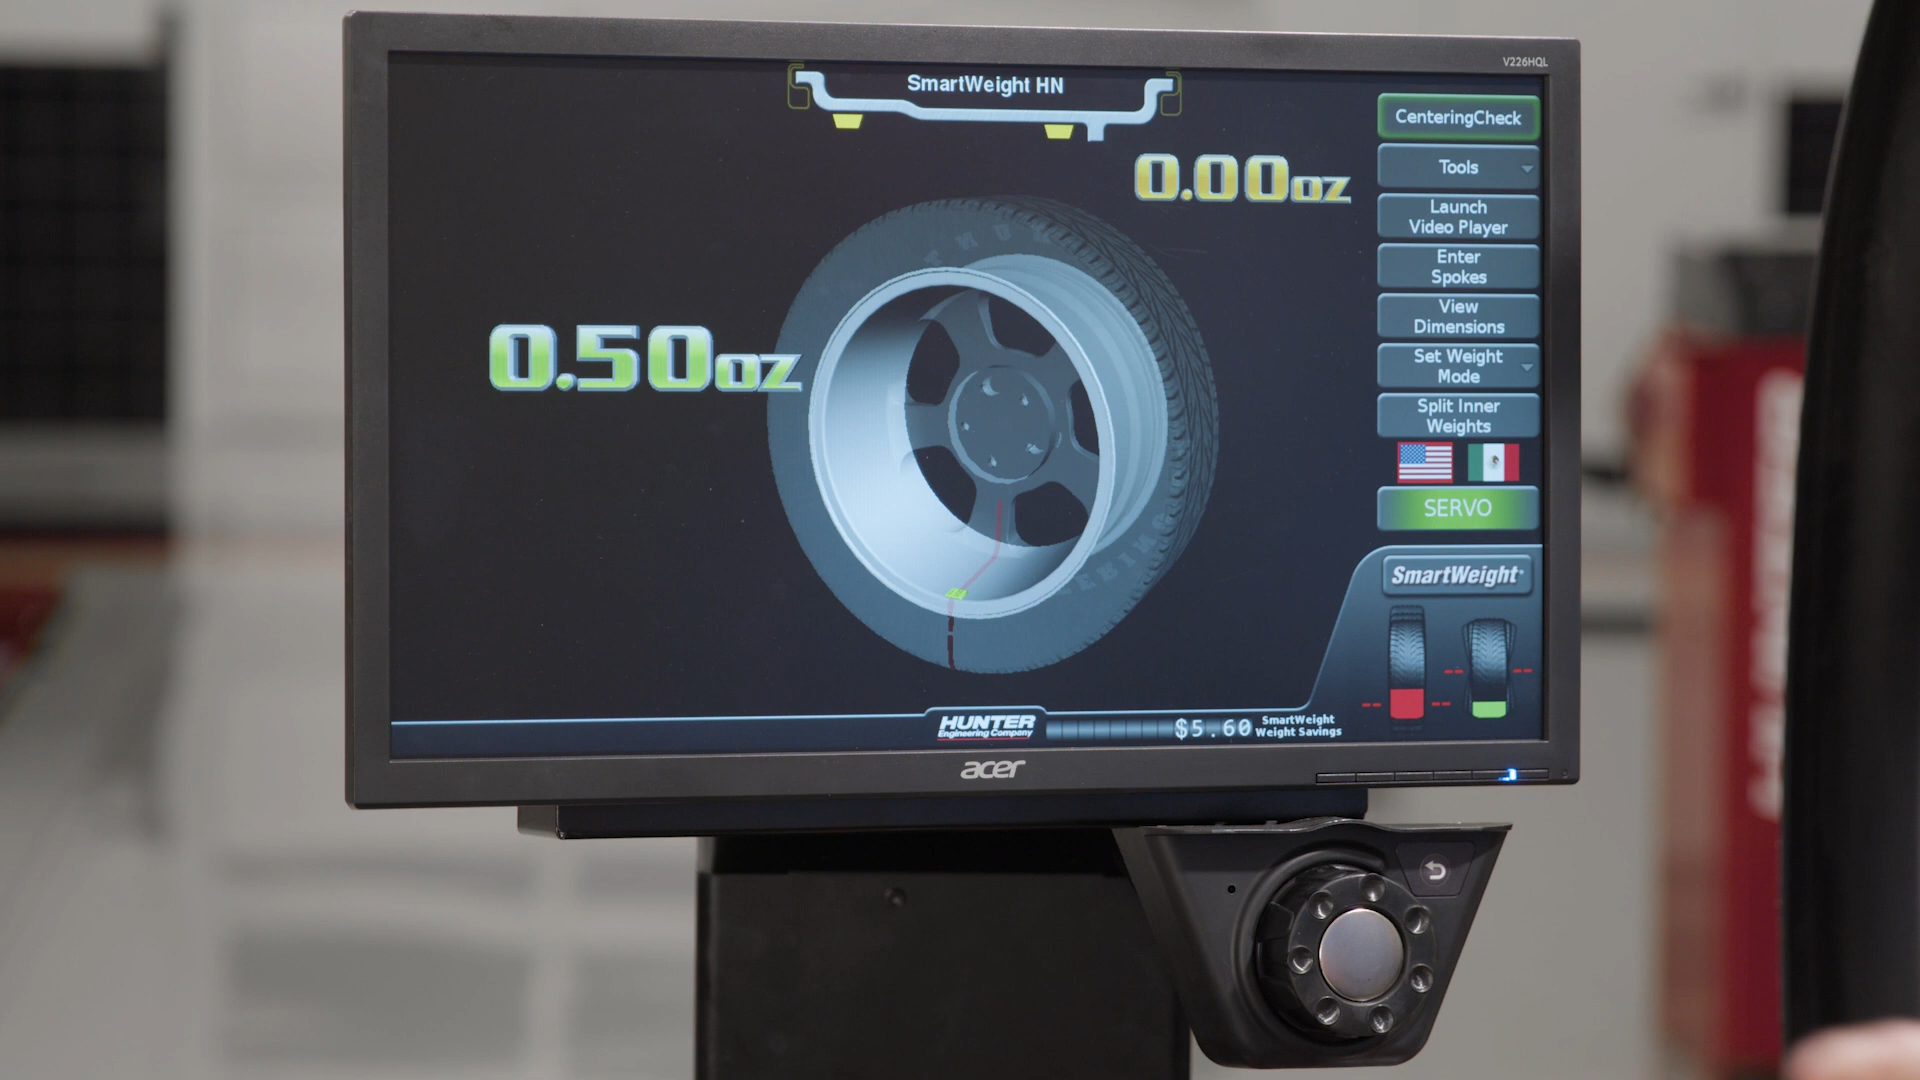 V226HQL
SmartWeight HN
0.00oz
0.50oz
CenteringCheck
Tools
Launch
Video Player
Enter
Spokes
View
Dimensions
Set Weight
Mode
Split Inner
Weights
SERVO
SmartWeight
HUNTER
Engineering Company
$5.60
SmartWeight
Weight Savings
acer